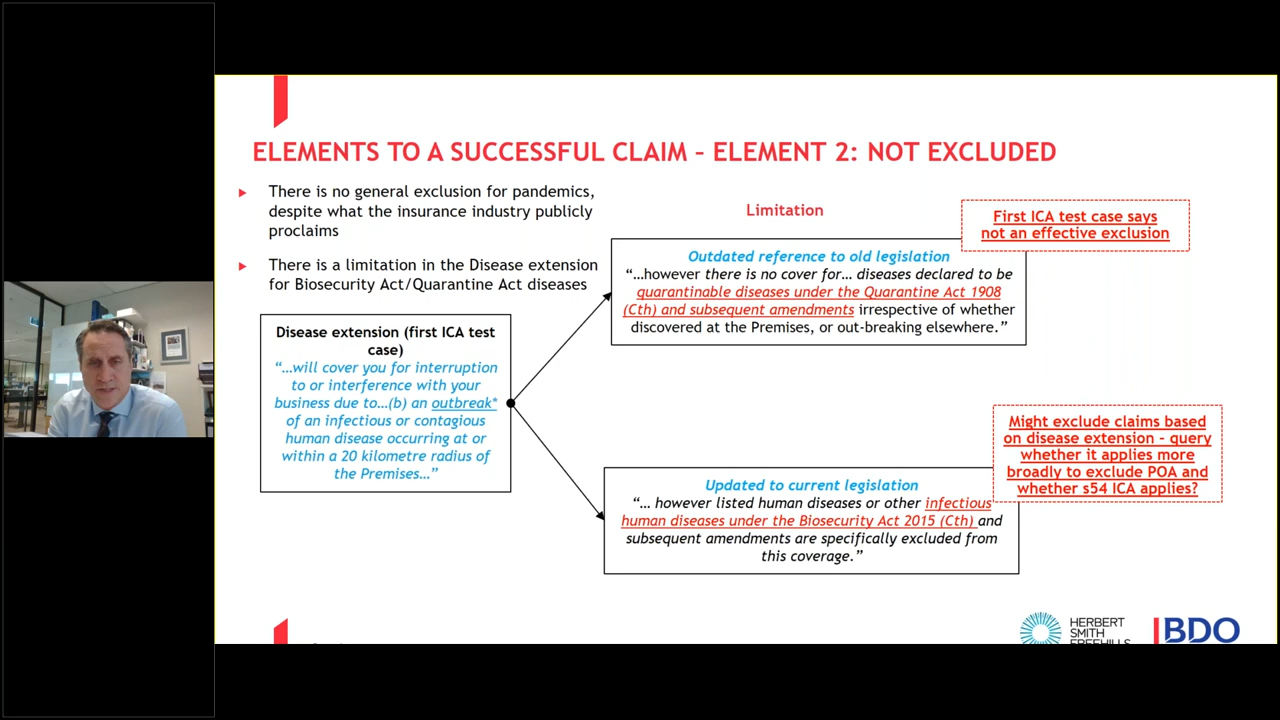 ELEMENTS TO A SUCCESSFUL CLAIM – ELEMENT 2: NOT EXCLUDED
There is no general exclusion for pandemics,
despite what the insurance industry publicly
proclaims
There is a limitation in the Disease extension
for Biosecurity Act/Quarantine Act diseases
Disease extension (first ICA test
case)
“…will cover you for interruption
to or interference with your
business due to…(b) an outbreak*
of an infectious or contagious
human disease occurring at or
within a 20 kilometre radius of
the Premises…”
Limitation
First ICA test case says
not an effective exclusion
Outdated reference to old legislation
“…however there is no cover for… diseases declared to be
quarantinable diseases under the Quarantine Act 1908
(Cth) and subsequent amendments irrespective of whether
discovered at the Premises, or out-breaking elsewhere.”
Might exclude claims based
on disease extension – query
whether it applies more
broadly to exclude POA and
whether s54 ICA applies?
Updated to current legislation
“… however listed human diseases or other infectious
human diseases under the Biosecurity Act 2015 (Cth) and
subsequent amendments are specifically excluded from
this coverage.”
HERBERT
SMITH
FREEHILLS
BDO